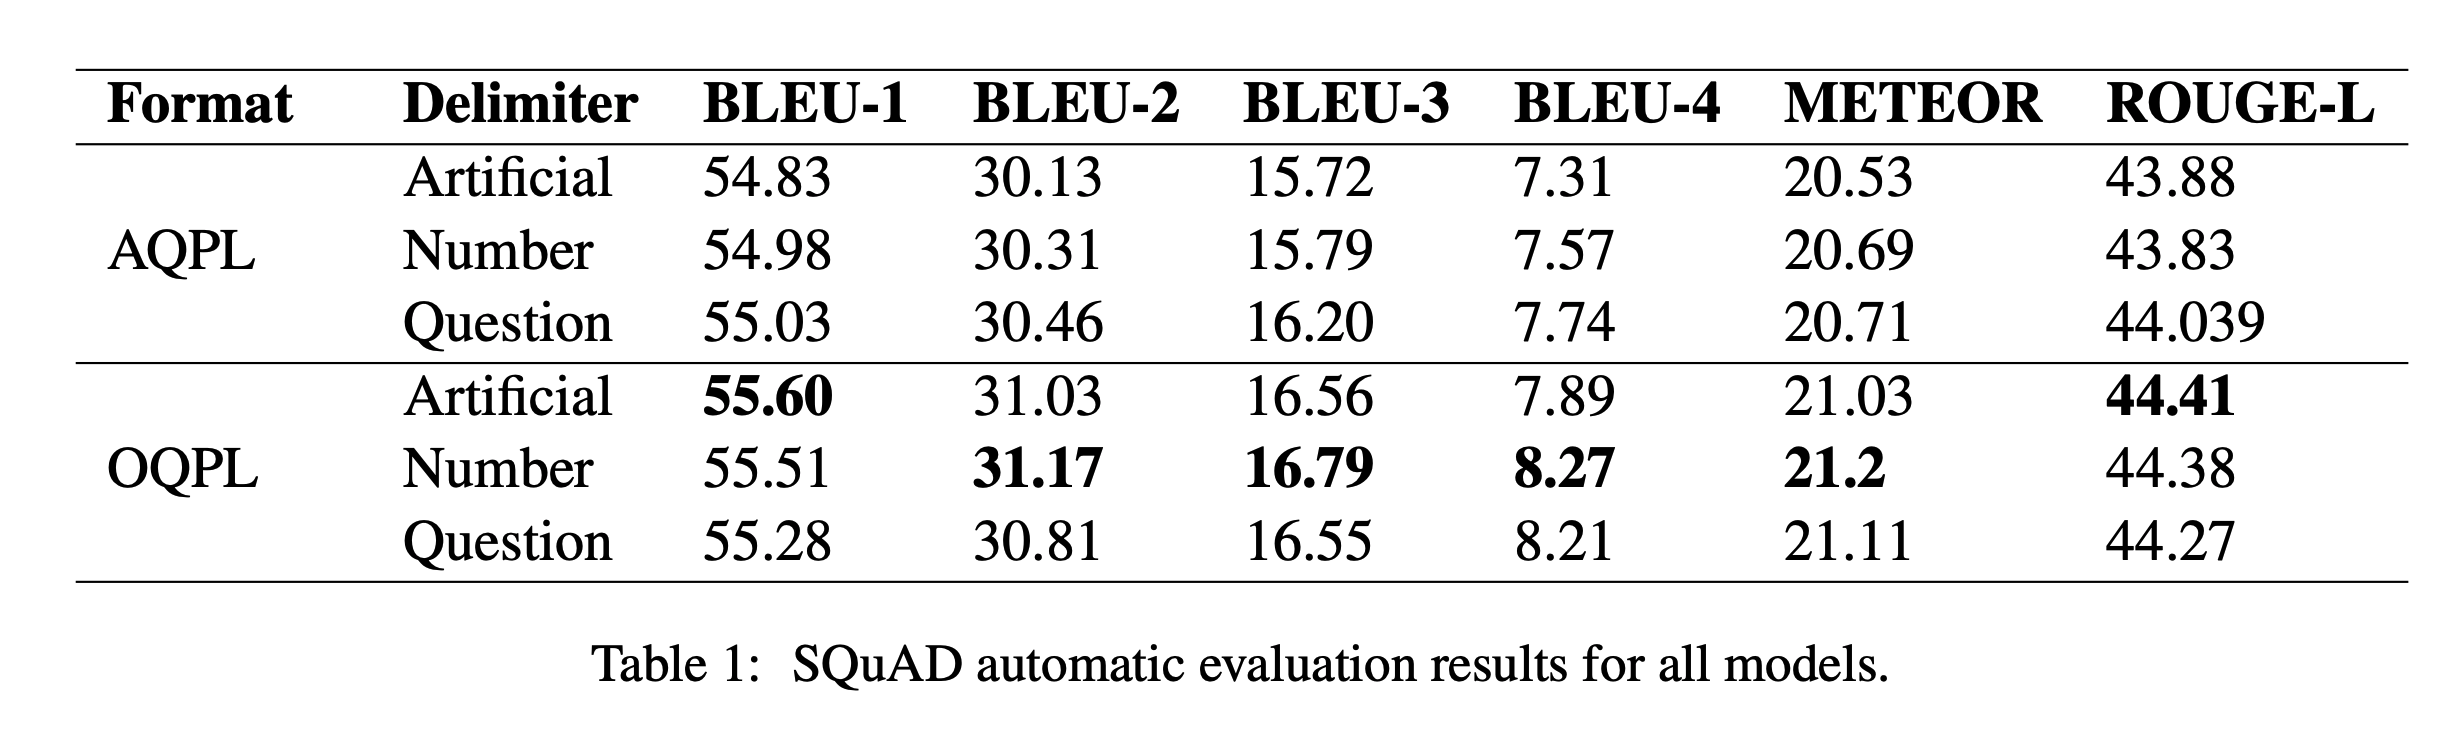 Format Delimiter BLEU-1 BLEU-2 BLEU-3 BLEU-4 METEOR ROUGE-L
Artificial 54.83 30.13 15.72 7.31 20.53 43.88
AQPL Number 54.98 30.31 15.79 7.57 20.69 43.83
Question 55.03 30.46 16.20 7.74 20.71 44.039
Artificial 55.60 31.03 16.56 7.89 21.03 44.41
OQPL Number 55.51 31.17 16.79 8.27 21.2 44.38
Question 55.28 30.81 16.55 8.21 21.11 44.27
Table 1: SQuAD automatic evaluation results for all models.